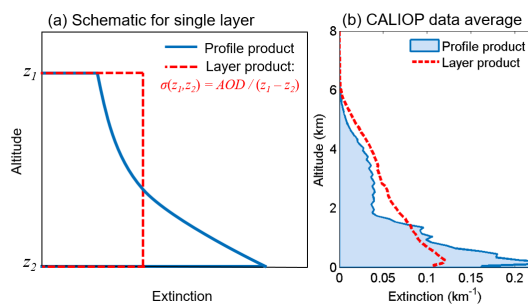 (a) Schematic for single layer
z1
Profile product
Layer product:
σ(z1,z2) = AOD / (z1 – z2)
Altitude
z2
Extinction
(b) CALIOP data average
8
Profile product
Layer product
6
Altitude (km)
4
2
0
0 0.05 0.1 0.15 0.2
Extinction (km-1)